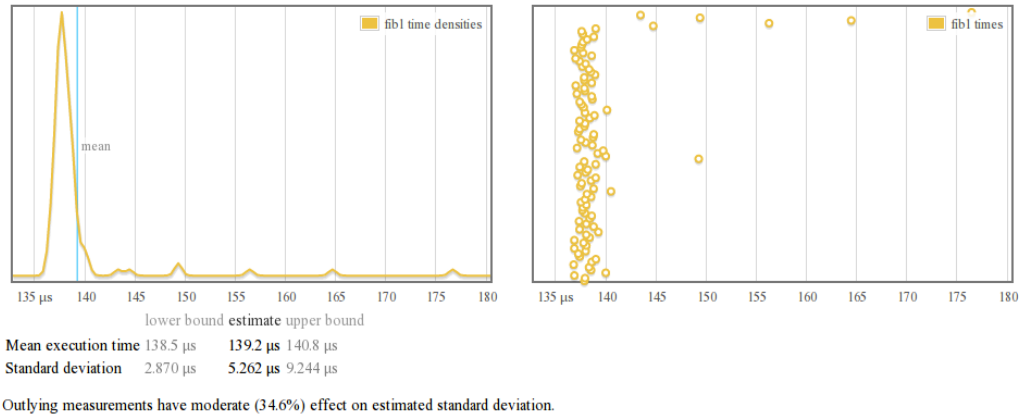 fib1 time densities
mean
135 μs 140 145 150 155 160 165 170 175 180
fib1 times
135 μs 140 145 150 155 160 165 170 175 180
lower bound estimate upper bound
Mean execution time 138.5 μs 139.2 μs 140.8 μs
Standard deviation 2.870 μs 5.262 μs 9.244 μs
Outlying measurements have moderate (34.6%) effect on estimated standard deviation.